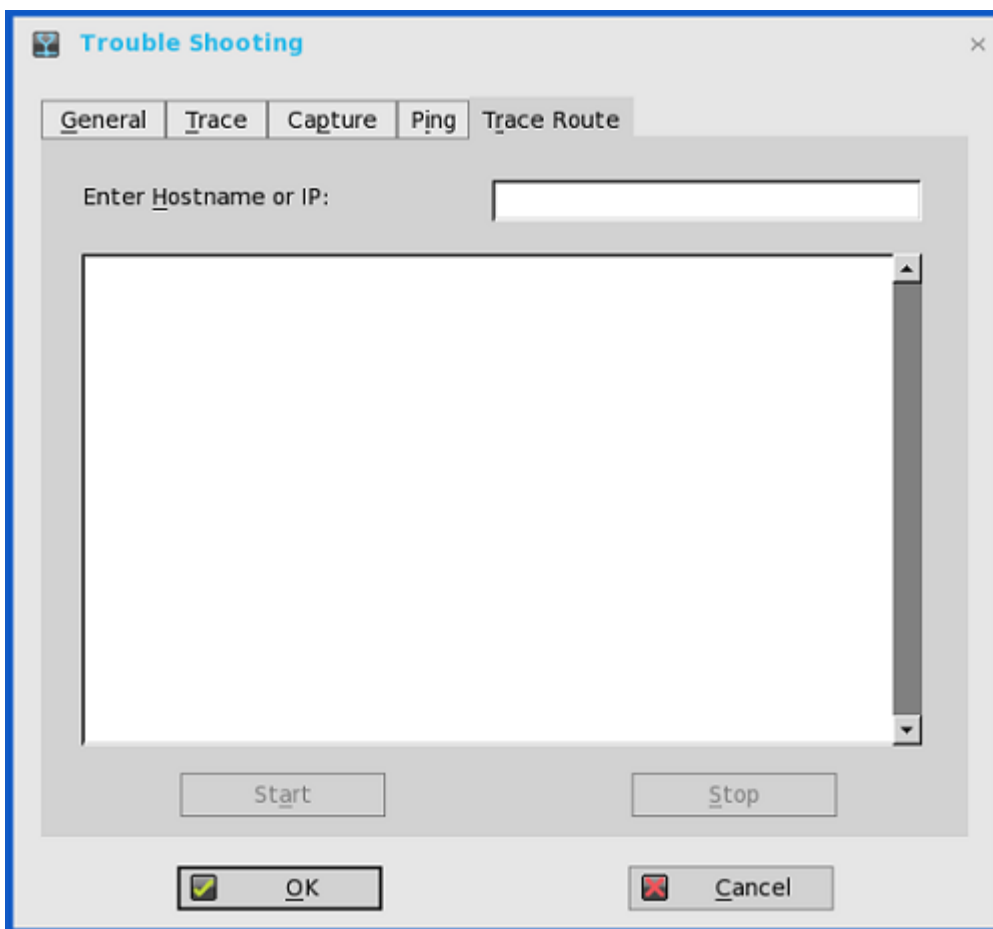 Trouble Shooting
General Trace Capture Ping Trace Route
Enter Hostname or IP:
Start Stop
OK Cancel